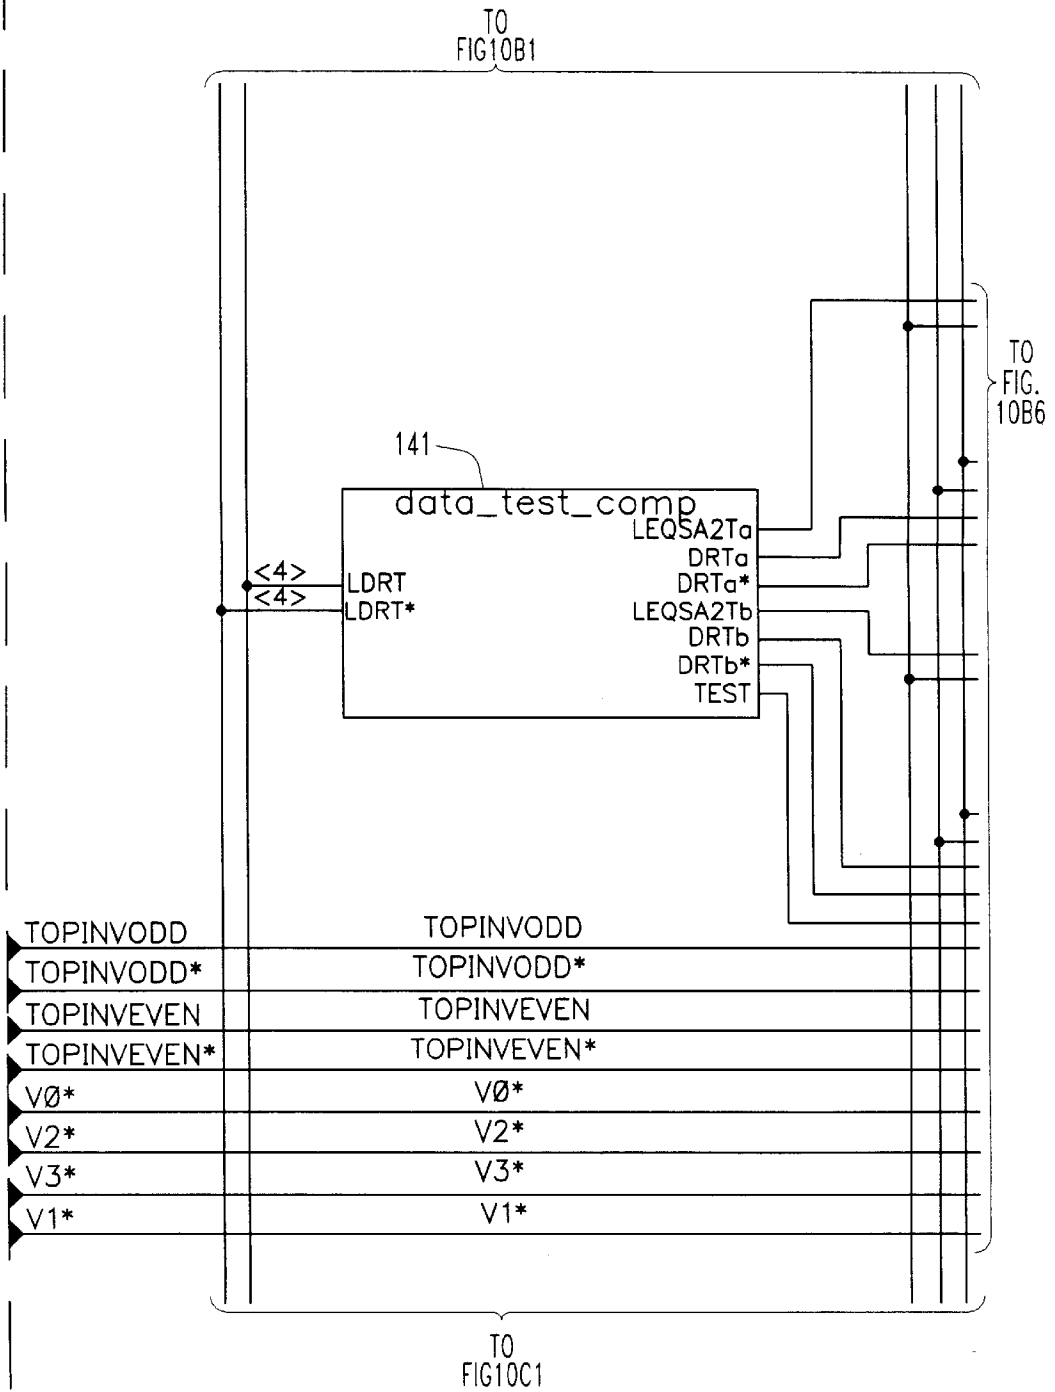 TO
FIG10B1
TO
FIG.
10B6
141
data_test_comp
LEQSA2Ta
DRTa
<4>
LDRT
DRTa*
<4>
LDRT*
LEQSA2Tb
DRTb
DRTb*
TEST
TOPINVODD TOPINVODD
TOPINVODD* TOPINVODD*
TOPINVEVEN TOPINVEVEN
TOPINVEVEN* TOPINVEVEN*
VØ* VØ*
V2* V2*
V3* V3*
V1* V1*
TO
FIG10C1